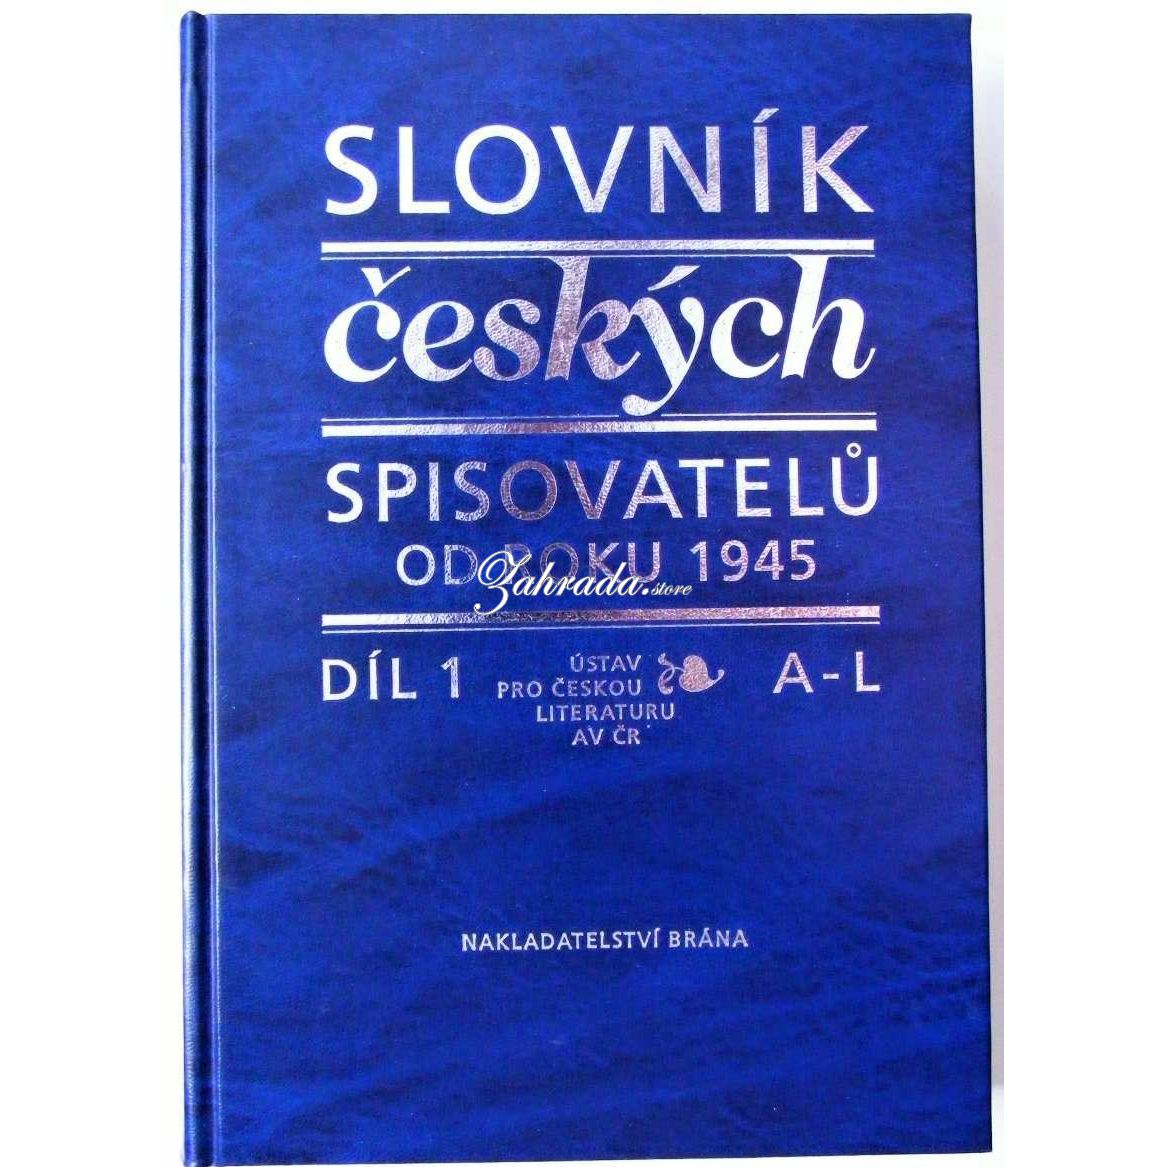 SLOVNÍK
českých
SPISOVATELŮ
OD ROKU 1945
Zahrada.store
DÍL 1
ÚSTAV
PRO ČESKOU
LITERATURU
AV ČR
A-L
NAKLADATELSTVÍ BRÁNA